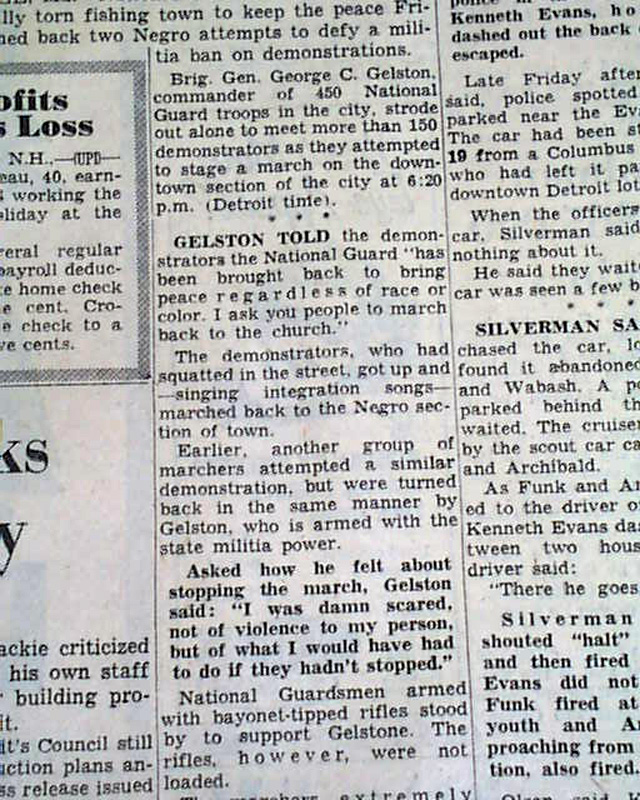 lly torn fishing town to keep the peace Fri-
ned back two Negro attempts to defy a mili-
tia ban on demonstrations.
Brig. Gen. George C. Gelston,
commander of 450 National
Guard troops in the city, strode
out alone to meet more than 150
demonstrators as they attempted
to stage a march on the down-
town section of the city at 6:20
p.m. (Detroit time).
* * *
GELSTON TOLD the demon-
strators the National Guard "has
been brought back to bring
peace regardless of race or
color. I ask you people to march
back to the church."
The demonstrators, who had
squatted in the street, got up and
—singing integration songs—
marched back to the Negro sec-
tion of town.
Earlier, another group of
marchers attempted a similar
demonstration, but were turned
back in the same manner by
Gelston, who is armed with the
state militia power.
Asked how he felt about
stopping the march, Gelston
said: "I was damn scared,
not of violence to my person,
but of what I would have had
to do if they hadn't stopped."
National Guardsmen armed
with bayonet-tipped rifles stood
by to support Gelstone. The
rifles, however, were not
loaded.
extremely
ofits
s Loss
N.H.,—(UPI)—
eau, 40, earn-
working the
liday at the
eral regular
payroll deduc-
e home check
e cent. Cro-
e check to a
ve cents.
ks
y
ackie criticized
his own staff
building pro-
it.
it's Council still
uction plans an-
ss release issued
Kenneth Evans, ho
dashed out the back
escaped.
Late Friday after
said, police spotted
parked near the Eva
The car had been s
19 from a Columbus
who had left it pa
downtown Detroit lot
When the officers
car, Silverman said
nothing about it.
He said they waite
car was seen a few b
* * *
SILVERMAN SA
chased the car, lo
found it abandoned
and Wabash. A po
parked behind th
waited. The cruiser
by the scout car ca
and Archibald.
As Funk and Ar
ed to the driver o
Kenneth Evans das
tween two hous
driver said:
"There he goes
Silverman
shouted "halt"
and then fired
Evans did not
Funk fired at
youth and A
proaching from
tion, also fired.